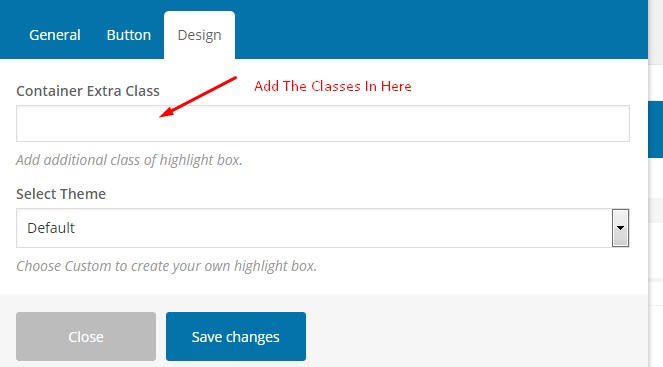 General Button Design
Container Extra Class
Add The Classes In Here
Add additional class of highlight box.
Select Theme
Default
Choose Custom to create your own highlight box.
Close Save changes